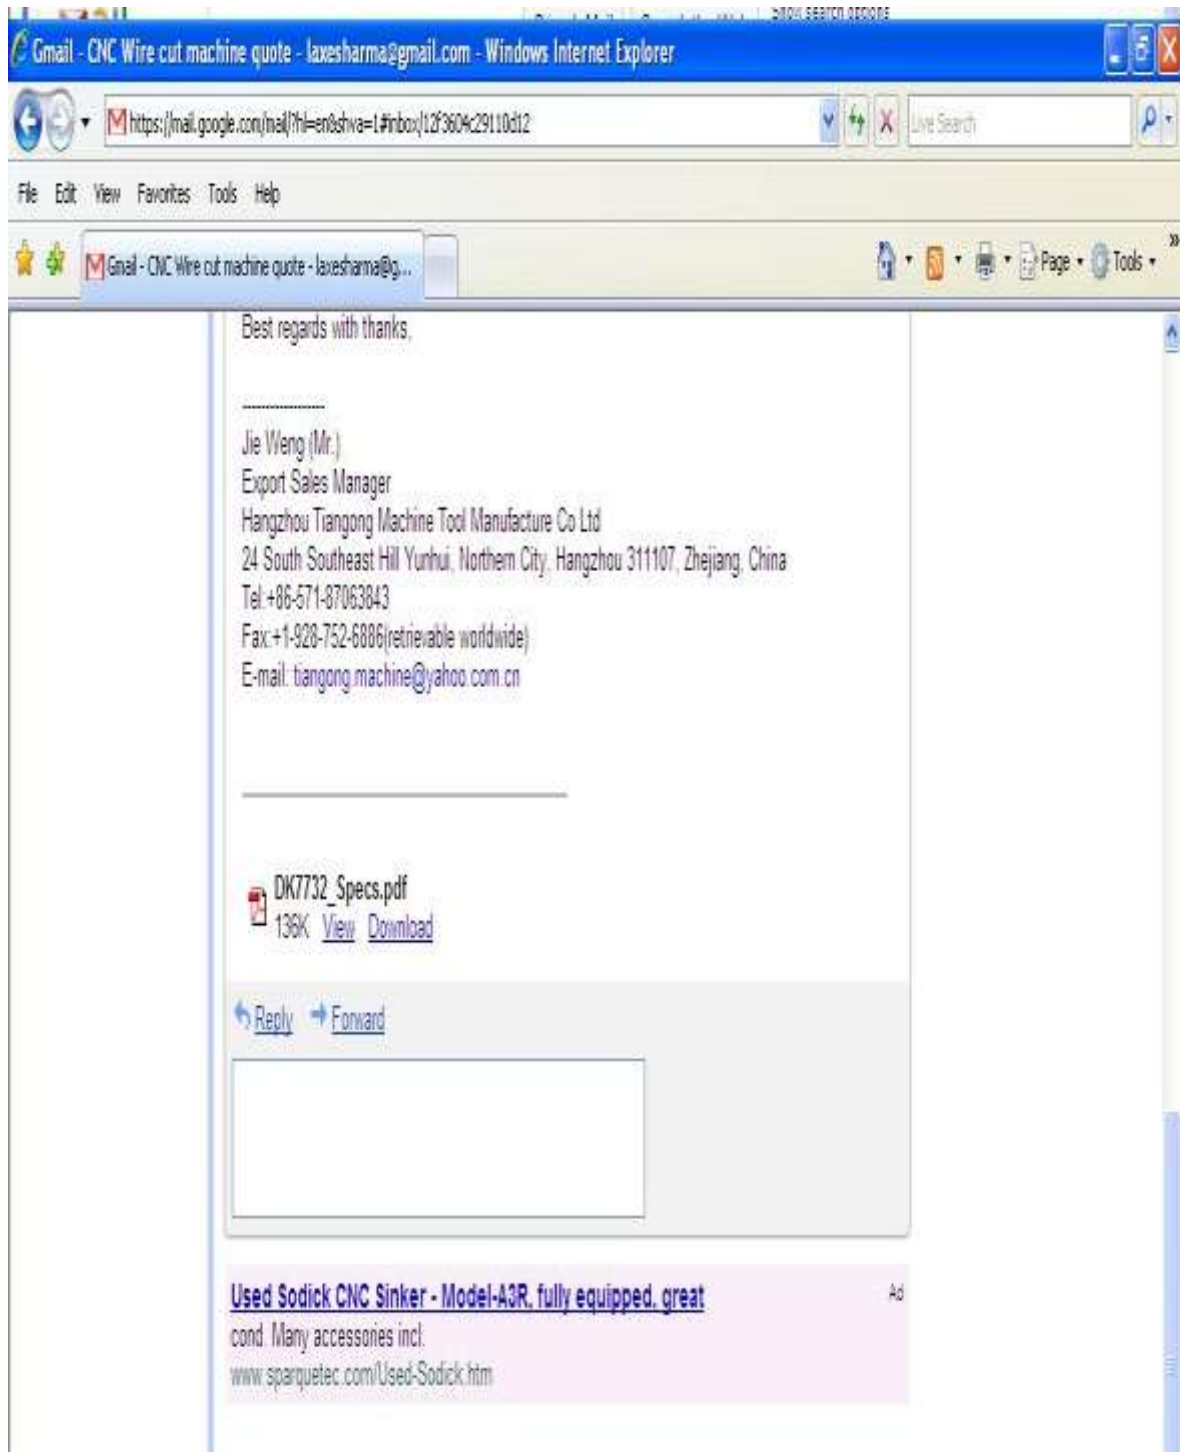 Show search options
Gmail - CNC Wire cut machine quote - laxesharma@gmail.com - Windows Internet Explorer
https://mail.google.com/mail/?hl=en&shva=1#inbox/12f3604c29110d12
Live Search
File Edit View Favorites Tools Help
Gmail - CNC Wire cut machine quote - laxesharma@g...
Page Tools »
Best regards with thanks,
-------------------
Jie Weng (Mr.)
Export Sales Manager
Hangzhou Tiangong Machine Tool Manufacture Co Ltd
24 South Southeast Hill Yunhui, Northern City, Hangzhou 311107, Zhejiang, China
Tel:+86-571-87063843
Fax:+1-928-752-6886(retrievable worldwide)
E-mail: tiangong.machine@yahoo.com.cn
DK7732_Specs.pdf
136K View Download
Reply Forward
Used Sodick CNC Sinker - Model-A3R, fully equipped, great
Ad
cond. Many accessories incl.
www.sparquetec.com/Used-Sodick.htm